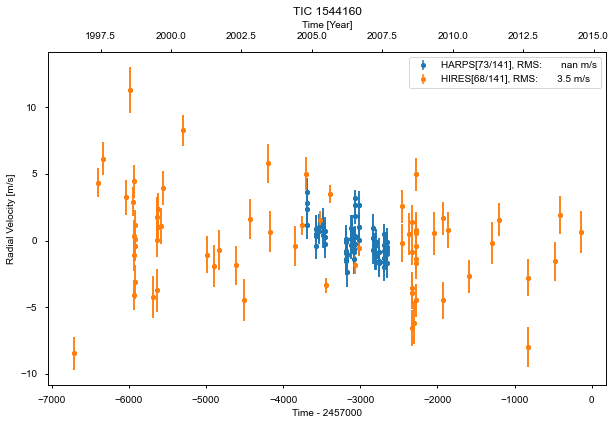 TIC 1544160
Time [Year]
1997.5 2000.0 2002.5 2005.0 2007.5 2010.0 2012.5 2015.0
HARPS[73/141], RMS: nan m/s
HIRES[68/141], RMS: 3.5 m/s
Radial Velocity [m/s]
10
5
0
−5
−10
−7000 −6000 −5000 −4000 −3000 −2000 −1000 0
Time - 2457000